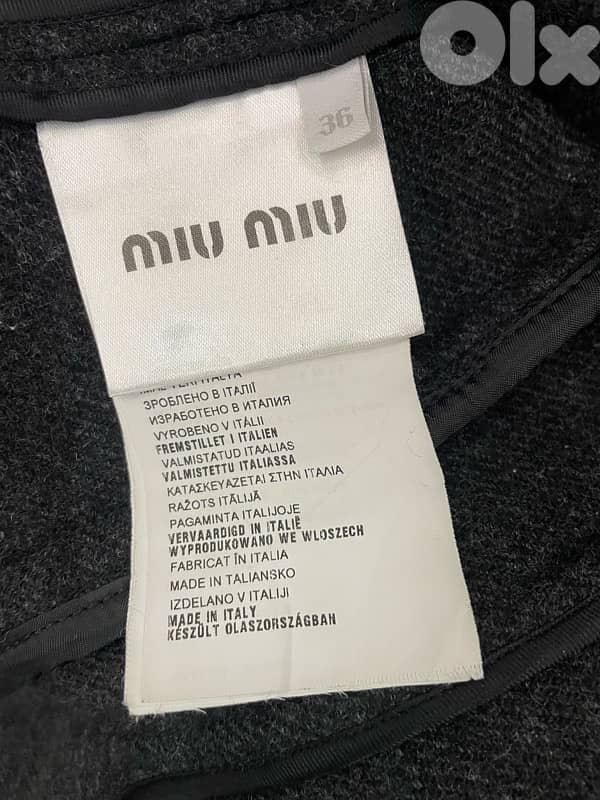 Olx
36
MIU MIU
ЗРОБЛЕНО В ІТАЛІЇ
ИЗРАБОТЕНО В ИТАЛИЯ
VYROBENO V ITÁLII
FREMSTILLET I ITALIEN
VALMISTATUD ITAALIAS
VALMISTETTU ITALIASSA
ΚΑΤΑΣΚΕΥΑΖΕΤΑΙ ΣΤΗΝ ΙΤΑΛΙΑ
RAŽOTS ITĀLIJĀ
PAGAMINTA ITALIJOJE
VERVAARDIGD IN ITALIË
WYPRODUKOWANO WE WLOSZECH
FABRICAT ÎN ITALIA
MADE IN TALIANSKO
IZDELANO V ITALIJI
MADE IN ITALY
KÉSZÜLT OLASZORSZÁGBAN